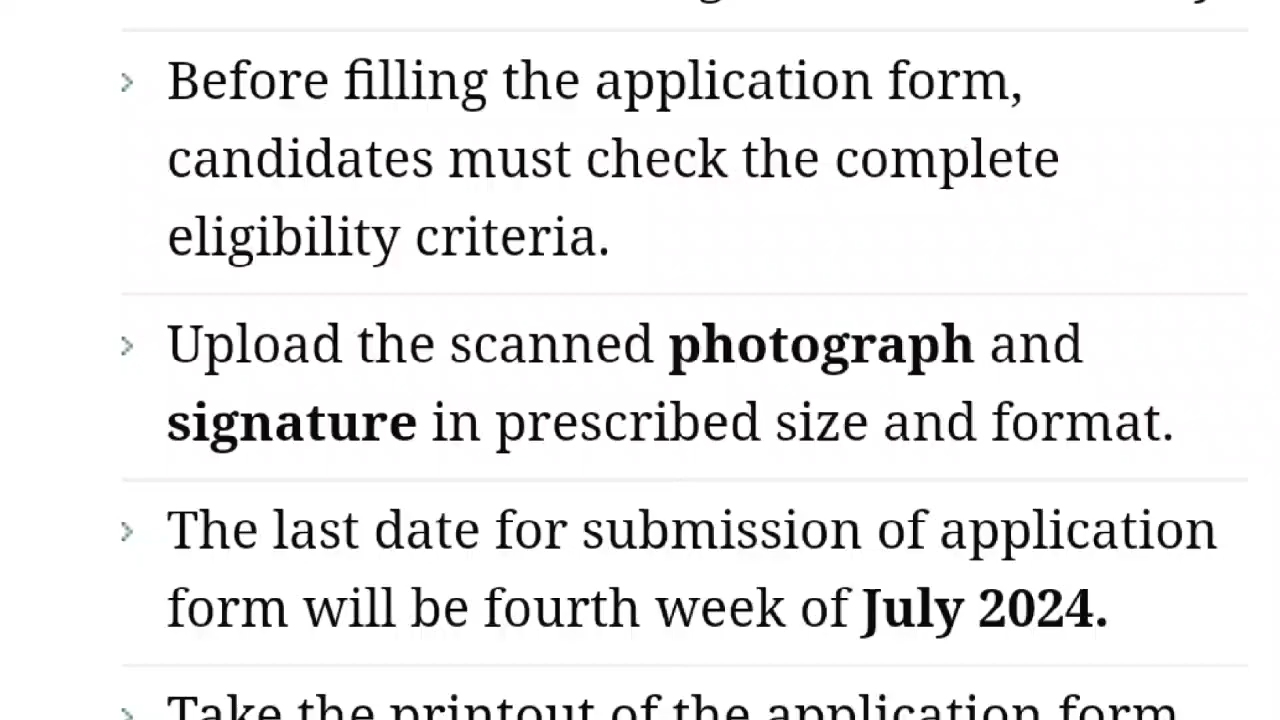 Before filling the application form,
candidates must check the complete
eligibility criteria.
Upload the scanned photograph and
signature in prescribed size and format.
The last date for submission of application
form will be fourth week of July 2024.
Take the printout of the application form